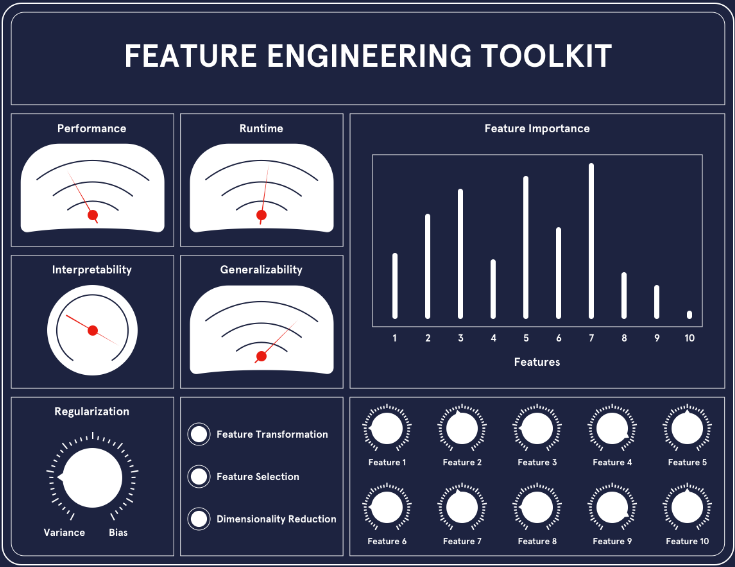 FEATURE ENGINEERING TOOLKIT
Performance
Runtime
Feature Importance
1 2 3 4 5 6 7 8 9 10
Features
Interpretability
Generalizability
Regularization
Variance Bias
Feature Transformation
Feature Selection
Dimensionality Reduction
Feature 1 Feature 2 Feature 3 Feature 4 Feature 5
Feature 6 Feature 7 Feature 8 Feature 9 Feature 10